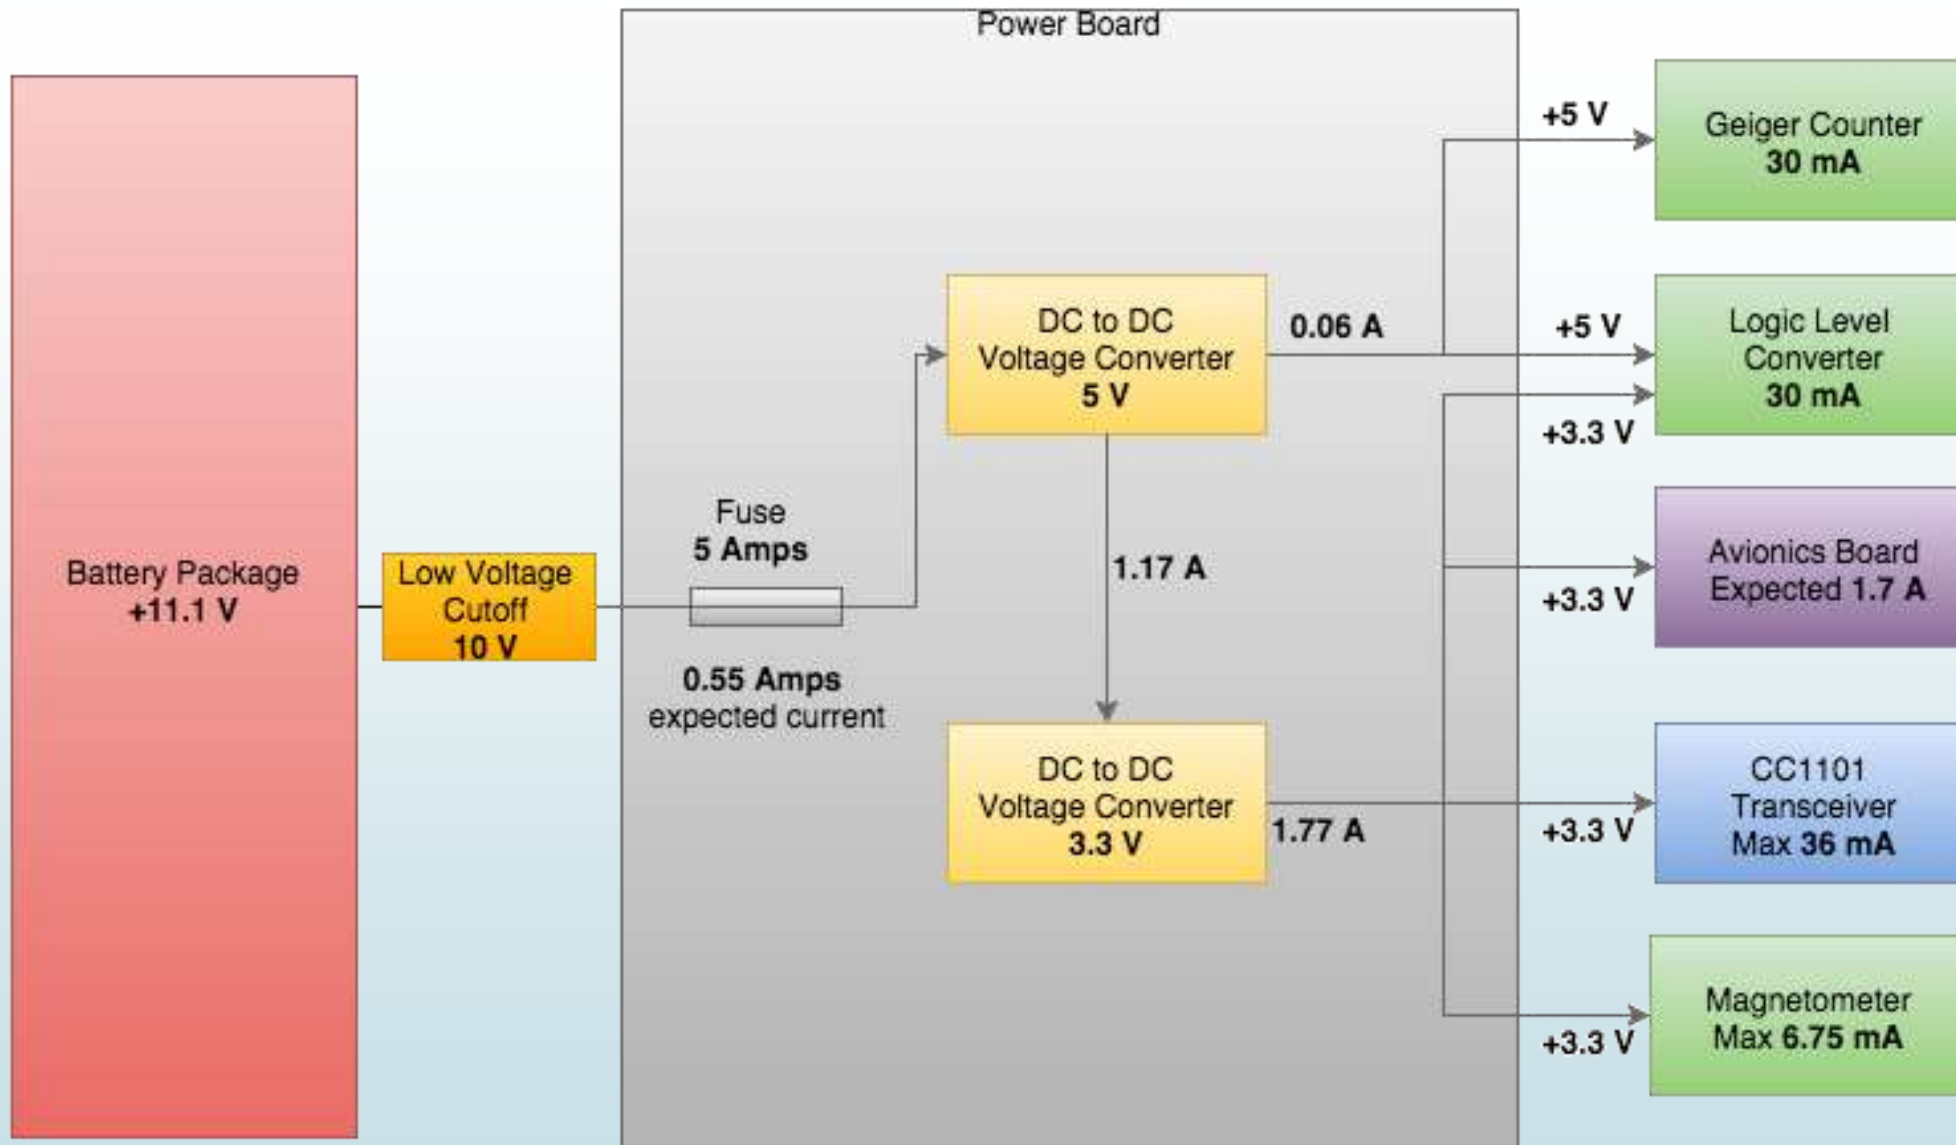 Power Board
Battery Package
+11.1 V
Low Voltage
Cutoff
10 V
Fuse
5 Amps
0.55 Amps
expected current
DC to DC
Voltage Converter
5 V
0.06 A
1.17 A
DC to DC
Voltage Converter
3.3 V
1.77 A
+5 V
Geiger Counter
30 mA
+5 V
+3.3 V
Logic Level
Converter
30 mA
+3.3 V
Avionics Board
Expected 1.7 A
+3.3 V
CC1101
Transceiver
Max 36 mA
+3.3 V
Magnetometer
Max 6.75 mA